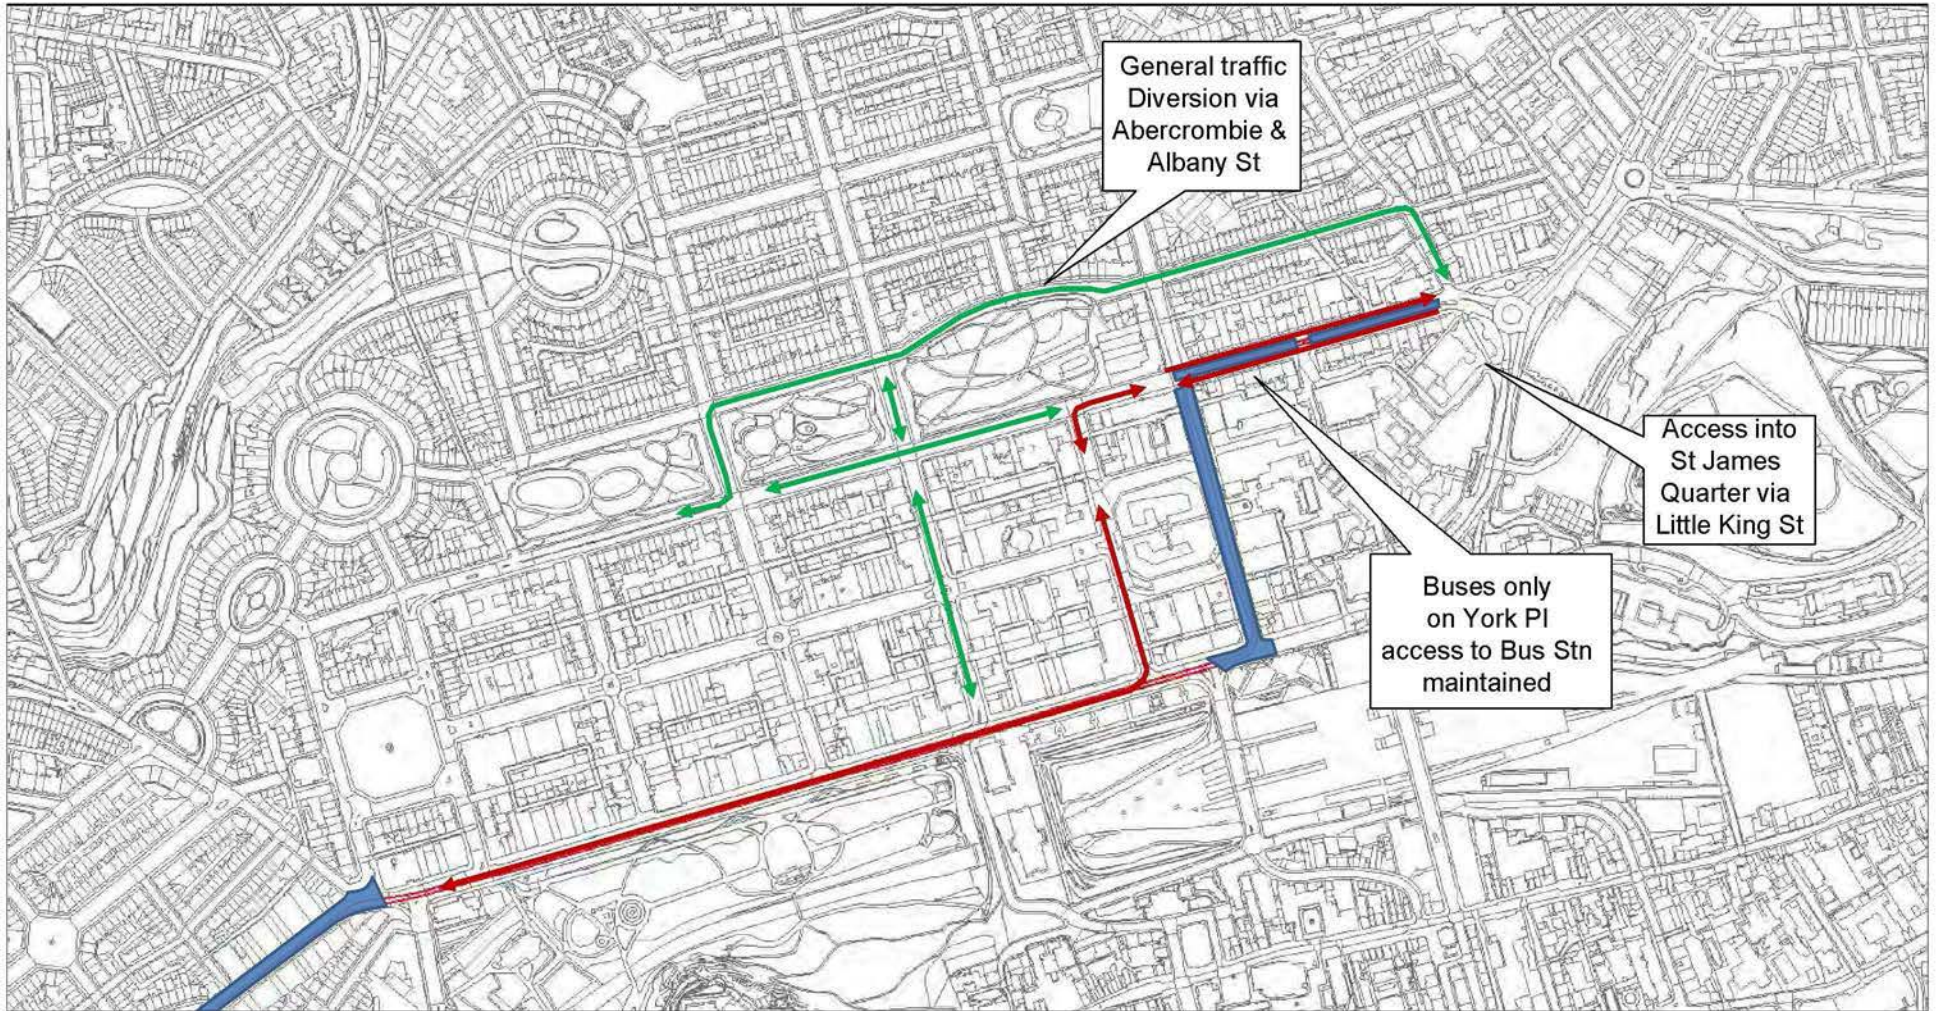 General traffic
Diversion via
Abercrombie &
Albany St
Access into
St James
Quarter via
Little King St
Buses only
on York Pl
access to Bus Stn
maintained